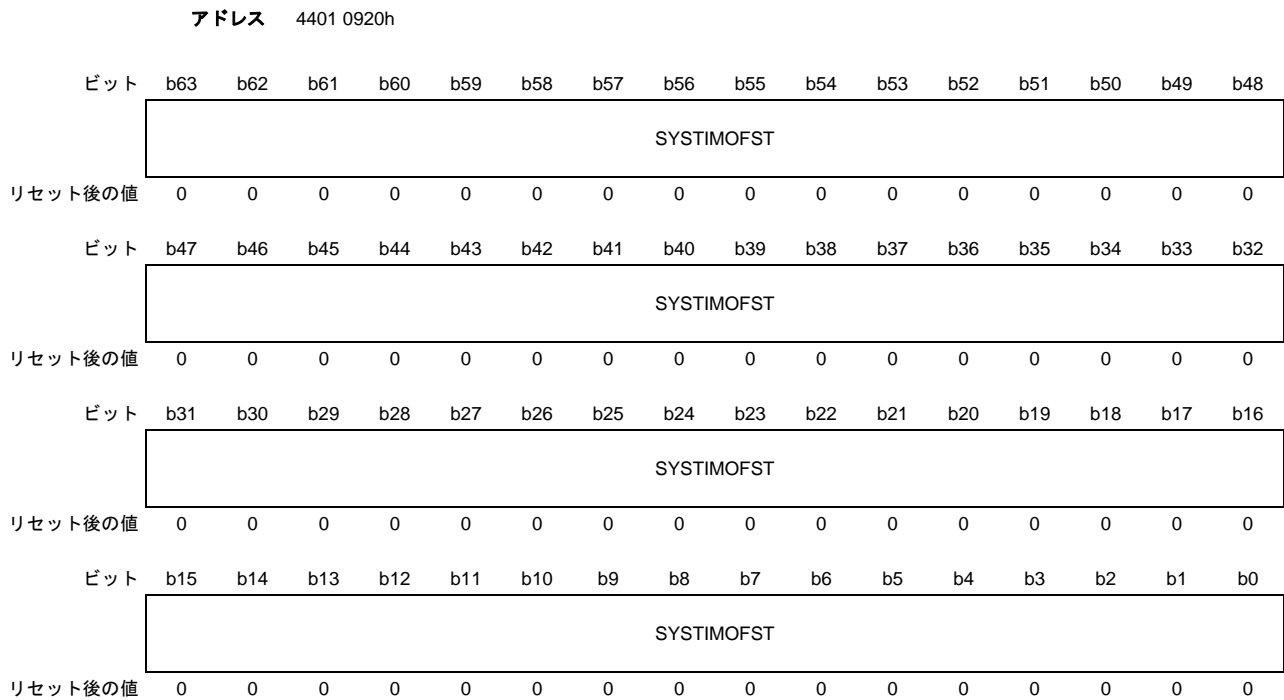 アドレス 4401 0920h
ビット b63 b62 b61 b60 b59 b58 b57 b56 b55 b54 b53 b52 b51 b50 b49 b48
SYSTIMOFST
リセット後の値 0 0 0 0 0 0 0 0 0 0 0 0 0 0 0 0
ビット b47 b46 b45 b44 b43 b42 b41 b40 b39 b38 b37 b36 b35 b34 b33 b32
SYSTIMOFST
リセット後の値 0 0 0 0 0 0 0 0 0 0 0 0 0 0 0 0
ビット b31 b30 b29 b28 b27 b26 b25 b24 b23 b22 b21 b20 b19 b18 b17 b16
SYSTIMOFST
リセット後の値 0 0 0 0 0 0 0 0 0 0 0 0 0 0 0 0
ビット b15 b14 b13 b12 b11 b10 b9 b8 b7 b6 b5 b4 b3 b2 b1 b0
SYSTIMOFST
リセット後の値 0 0 0 0 0 0 0 0 0 0 0 0 0 0 0 0